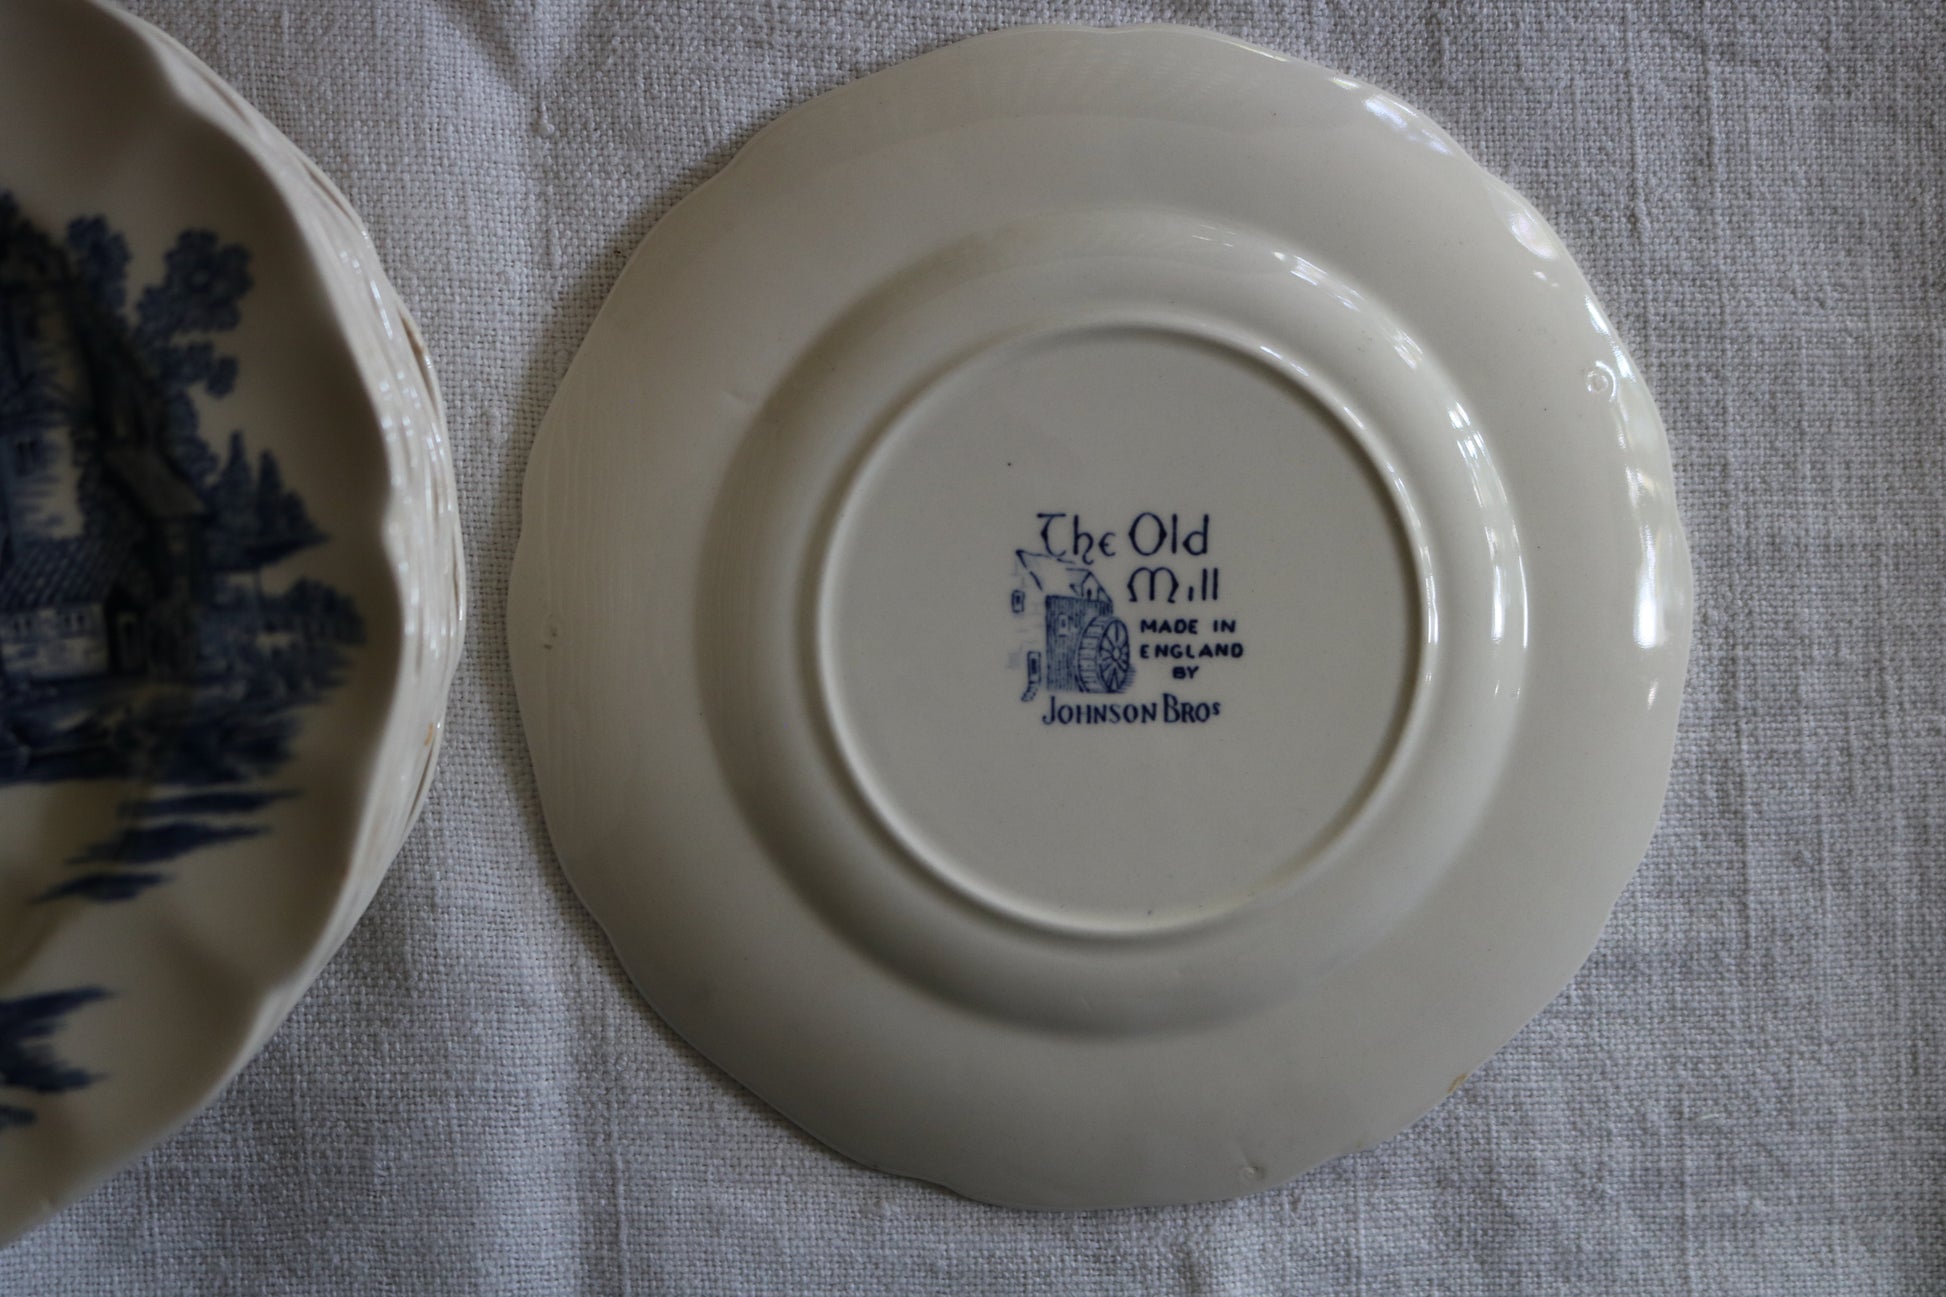 The Old
Mill
MADE IN
ENGLAND
BY
JOHNSON BROS